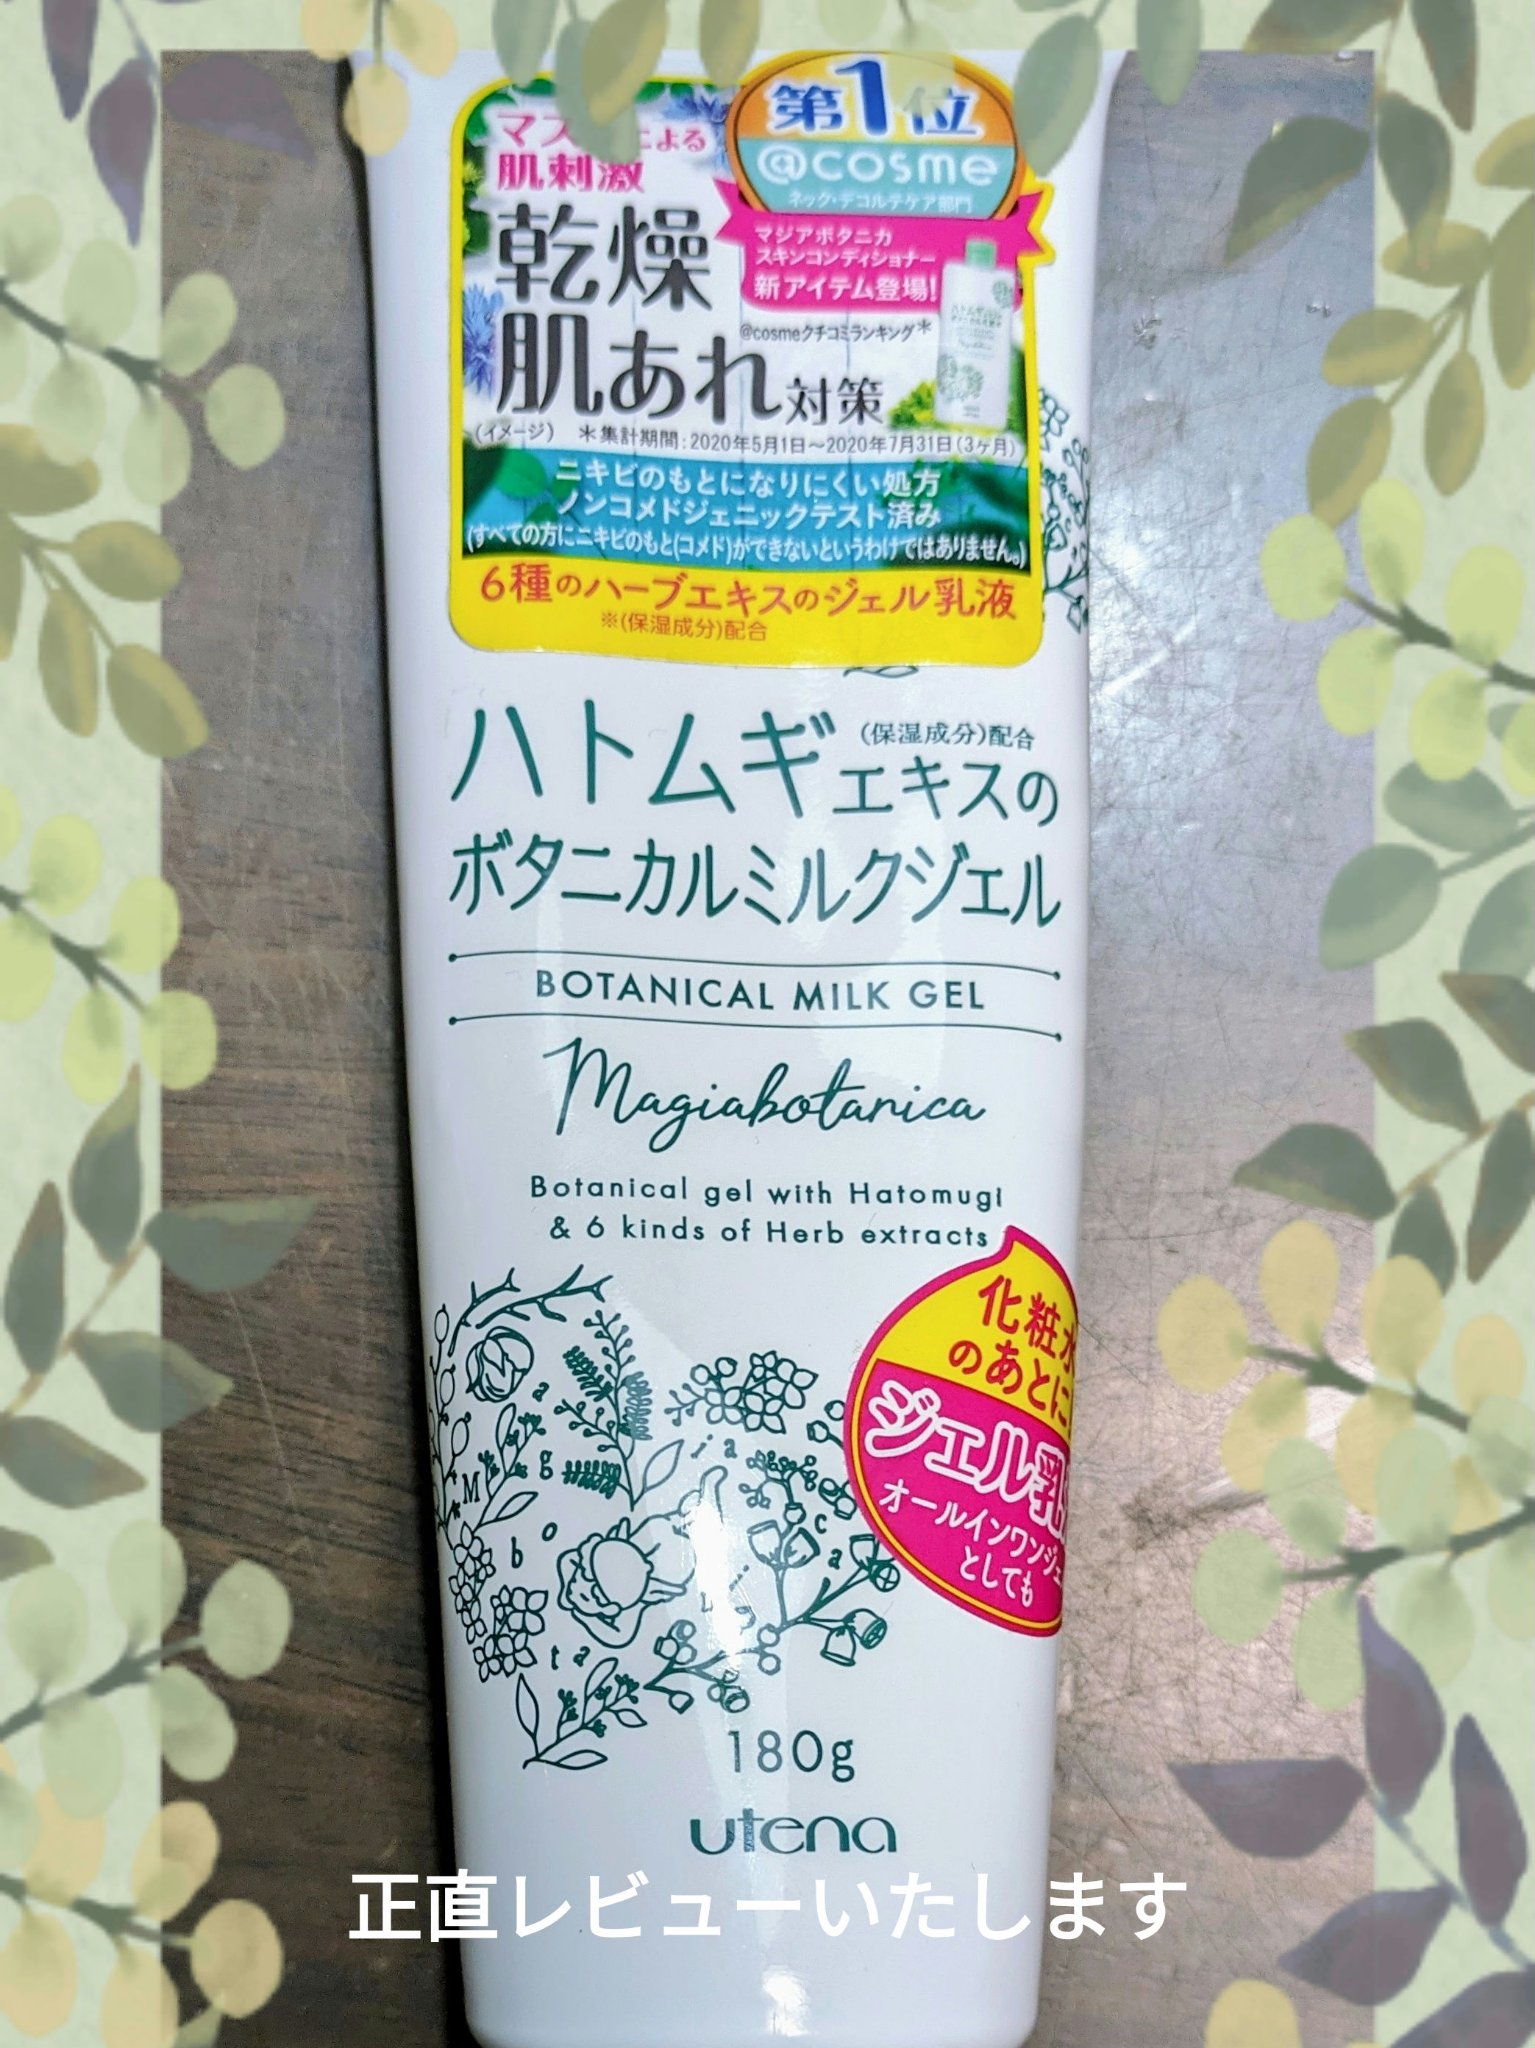 第1位
@cosme
ネック・デコルテケア部門
による
肌刺激
乾燥
肌あれ対策
マジアボタニカ
スキンコンディショナー
新アイテム登場!
@cosmeクチコミランキング*
(イメージ) *集計期間:2020年5月1日～2020年7月31日(3ヶ月)
ニキビのもとになりにくい処方
ノンコメドジェニックテスト済み
(すべての方にニキビのもと(コメド)ができないというわけではありません。)
6種のハーブエキスのジェル乳液
※(保湿成分)配合
ハトムギエキスの
(保湿成分)配合
ボタニカルミルクジェル
BOTANICAL MILK GEL
Magiabotanica
Botanical gel with Hatomugi
& 6 kinds of Herb extracts
化粧水
のあとに
ジェル乳
オールインワンジェ
としても
Magia
botanica
180g
utena
正直レビューいたします